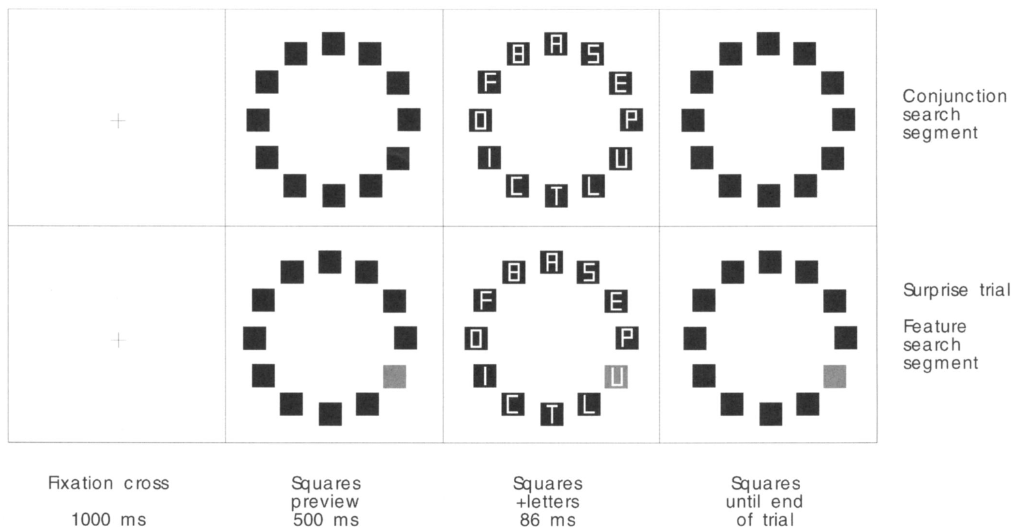 A
B S
F E
O P
I U
C L
T
Conjunction
search
segment
A
B S
F E
O P
I U
C L
T
Surprise trial
Feature
search
segment
Fixation cross
1000 ms
Squares
preview
500 ms
Squares
+letters
86 ms
Squares
until end
of trial